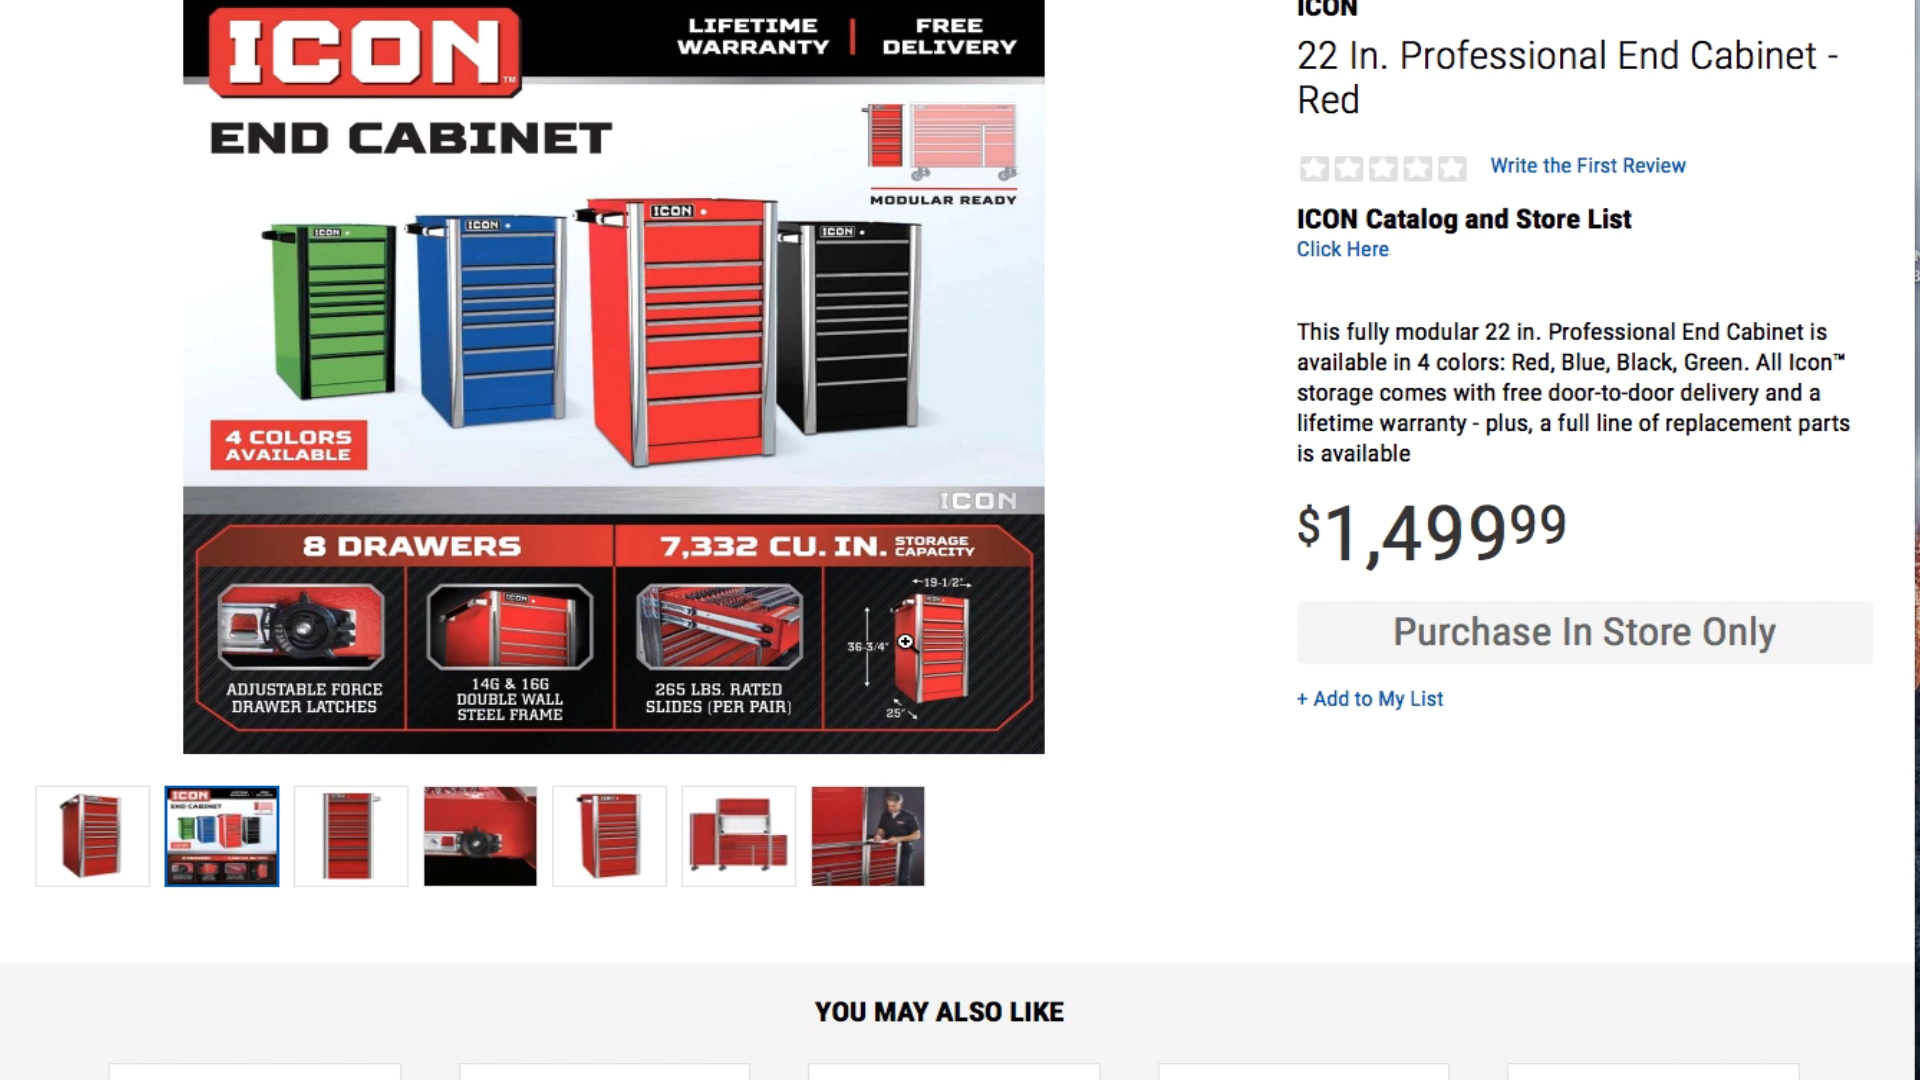 ICON™
LIFETIME
WARRANTY
FREE
DELIVERY
END CABINET
MODULAR READY
ICON
ICON
ICON
ICON
4 COLORS
AVAILABLE
ICON
8 DRAWERS
7,332 CU. IN. STORAGE
CAPACITY
ADJUSTABLE FORCE
DRAWER LATCHES
14G & 16G
DOUBLE WALL
STEEL FRAME
265 LBS. RATED
SLIDES (PER PAIR)
19-1/2"
36-3/4"
25"
ICON
22 In. Professional End Cabinet -
Red
Write the First Review
ICON Catalog and Store List
Click Here
This fully modular 22 in. Professional End Cabinet is
available in 4 colors: Red, Blue, Black, Green. All Icon™
storage comes with free door-to-door delivery and a
lifetime warranty - plus, a full line of replacement parts
is available
$1,499 99
Purchase In Store Only
+ Add to My List
ICON
END CABINET
YOU MAY ALSO LIKE